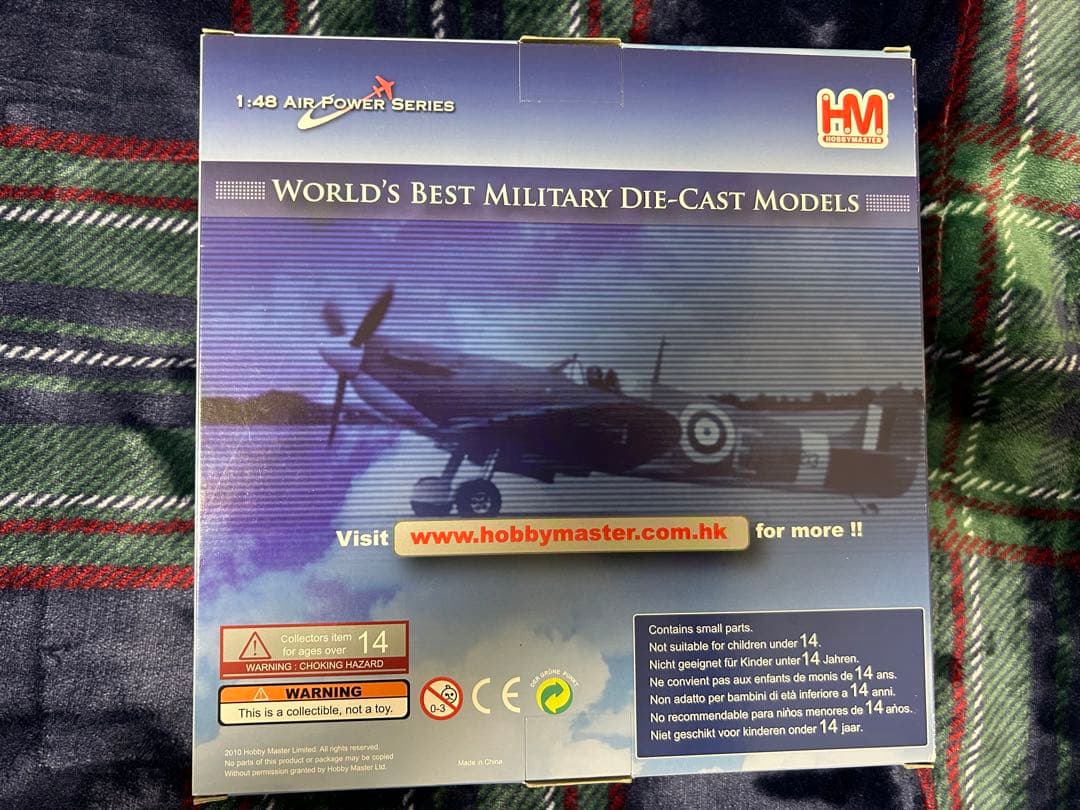 1:48 AIR POWER SERIES
HM
HOBBYMASTER
WORLD'S BEST MILITARY DIE-CAST MODELS
Visit www.hobbymaster.com.hk for more !!
Collectors item
for ages over 14
WARNING : CHOKING HAZARD
WARNING
This is a collectible, not a toy.
0-3
CE
DER GRÜNE PUNKT
Contains small parts.
Not suitable for children under 14.
Nicht geeignet für Kinder unter 14 Jahren.
Ne convient pas aux enfants de monis de 14 ans.
Non adatto per bambini di età inferiore a 14 anni.
No recommendable para niños menores de 14 años.
Niet geschikt voor kinderen onder 14 jaar.
2010 Hobby Master Limited. All rights reserved.
No parts of this product or package may be copied
Without permission granted by Hobby Master Ltd.
Made in China